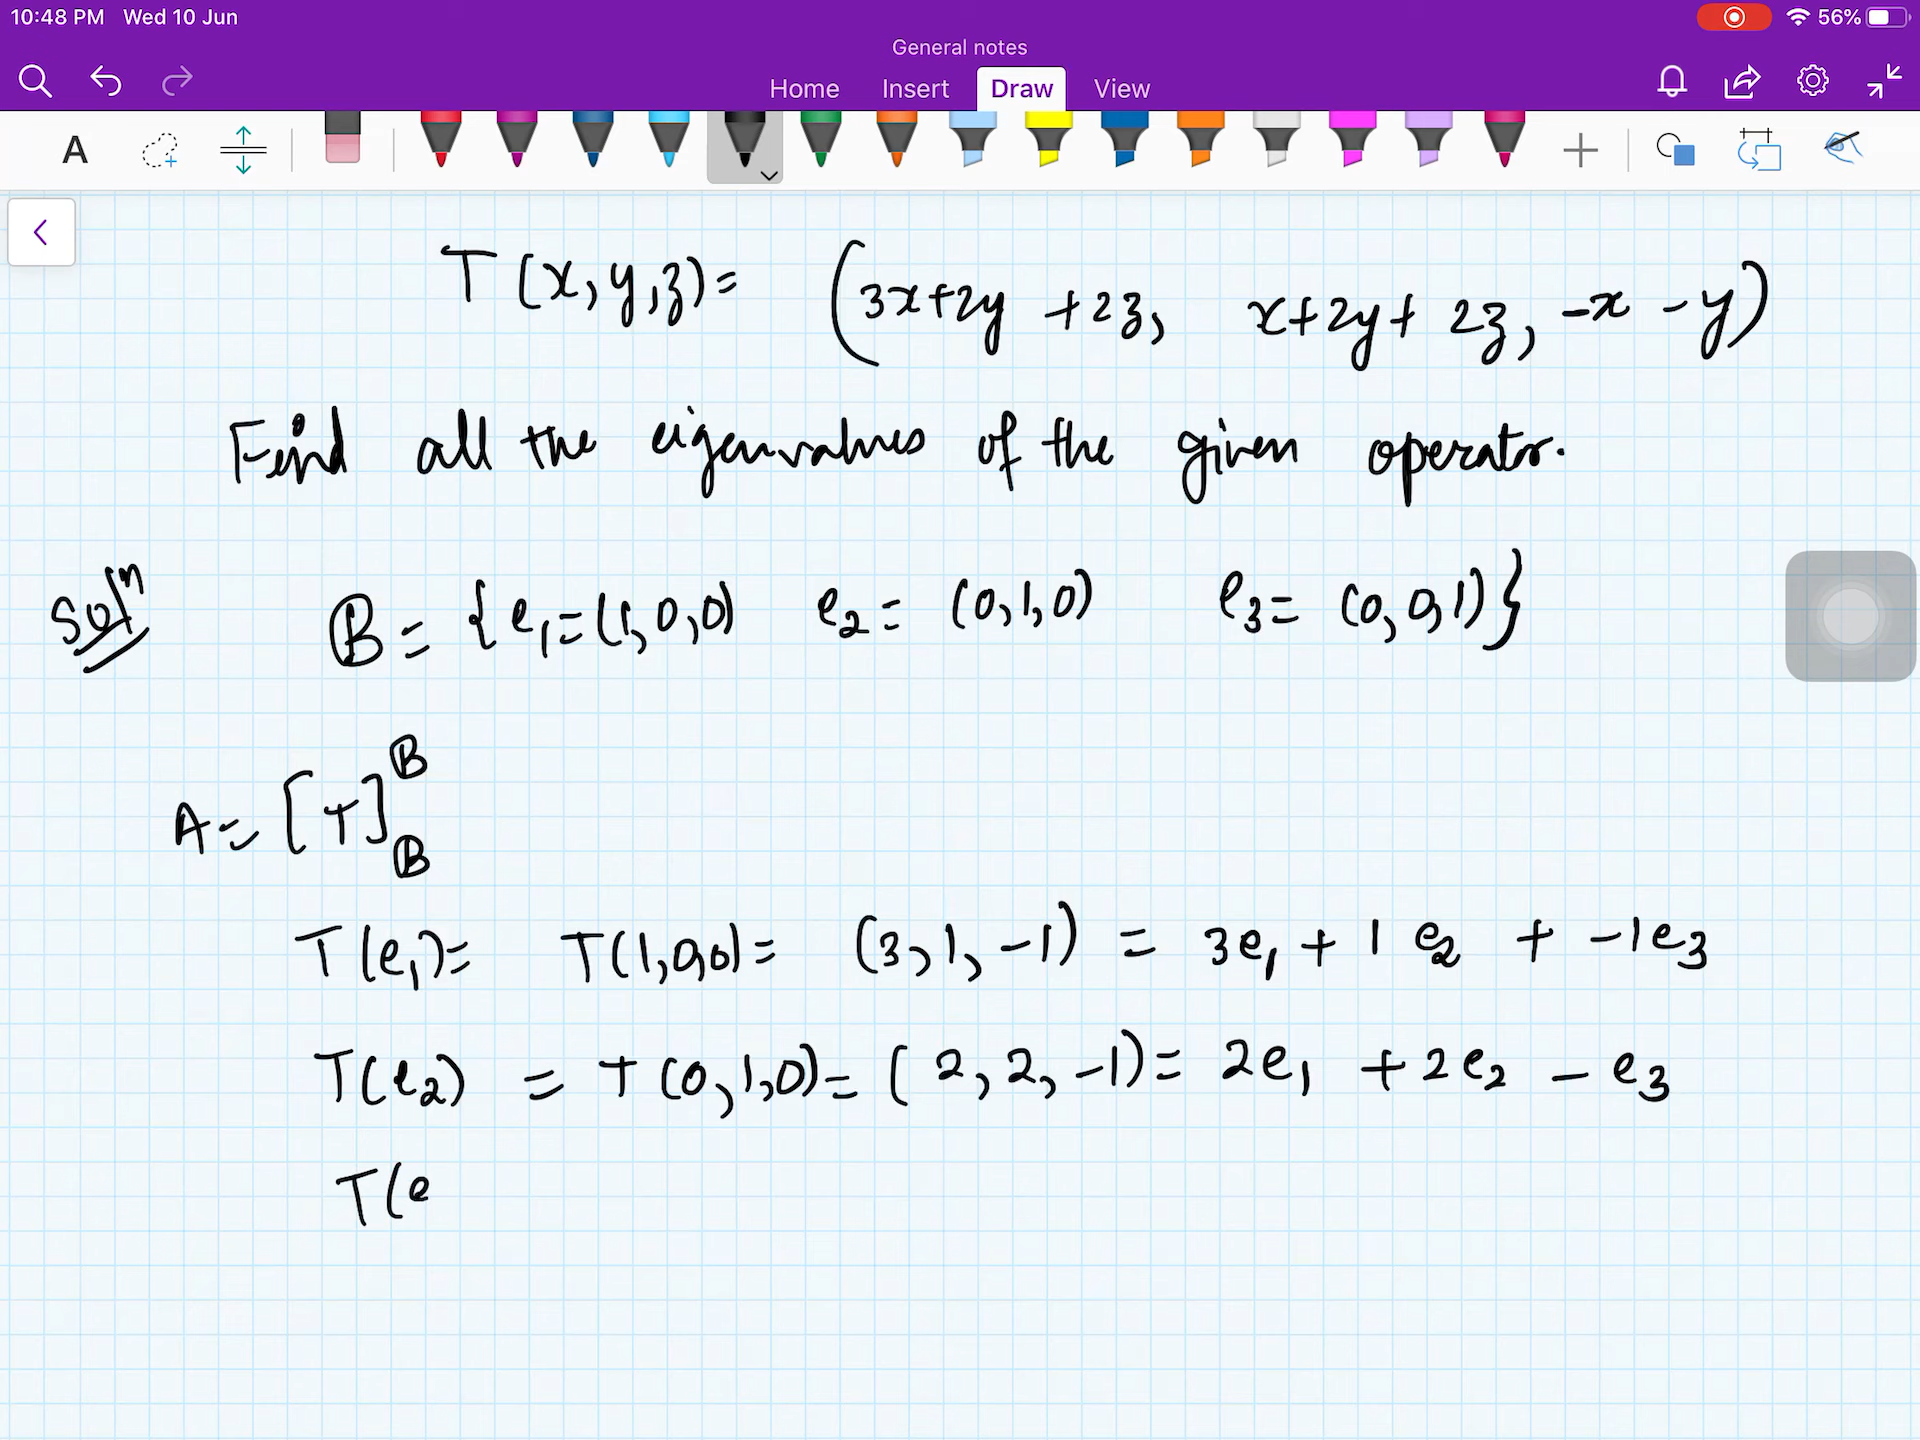 10:48 PM Wed 10 Jun 56%
General notes
Home Insert Draw View
A
T(x,y,z)= (3x+2y+2z, x+2y+2z, -x-y)
Find all the eigenvalues of the given operator.
Solⁿ B = {e₁=(1,0,0) e₂=(0,1,0) e₃=(0,0,1)}
A = [T]_B^B
T(e₁)= T(1,0,0)= (3,1,-1) = 3e₁ + 1 e₂ + -1e₃
T(e₂) = T(0,1,0)= (2,2,-1)= 2e₁ + 2e₂ - e₃
T(e